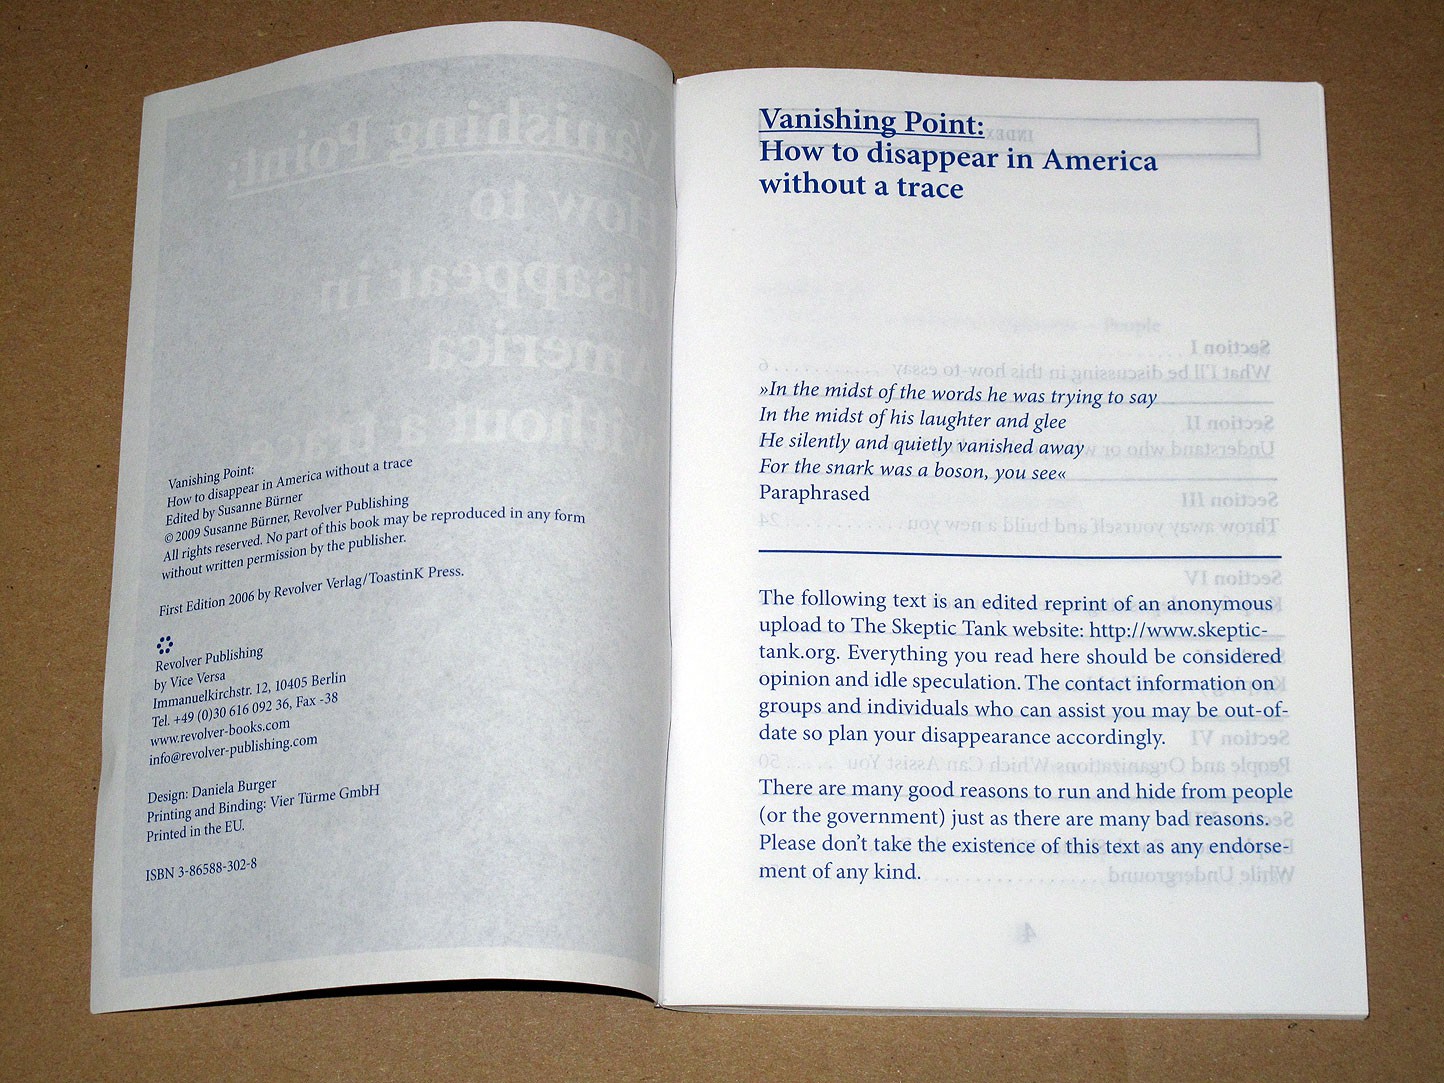 Vanishing Point:
How to disappear in America without a trace
Edited by Susanne Bürner
© 2009 Susanne Bürner, Revolver Publishing
All rights reserved. No part of this book may be reproduced in any form
without written permission by the publisher.
First Edition 2006 by Revolver Verlag/ToastinK Press.
Revolver Publishing
by Vice Versa
Immanuelkirchstr. 12, 10405 Berlin
Tel. +49 (0)30 616 092 36, Fax -38
www.revolver-books.com
info@revolver-publishing.com
Design: Daniela Burger
Printing and Binding: Vier Türme GmbH
Printed in the EU.
ISBN 3-86588-302-8
Vanishing Point:
How to disappear in America
without a trace
»In the midst of the words he was trying to say
In the midst of his laughter and glee
He silently and quietly vanished away
For the snark was a boson, you see«
Paraphrased
The following text is an edited reprint of an anonymous
upload to The Skeptic Tank website: http://www.skeptic-
tank.org. Everything you read here should be considered
opinion and idle speculation. The contact information on
groups and individuals who can assist you may be out-of-
date so plan your disappearance accordingly.
There are many good reasons to run and hide from people
(or the government) just as there are many bad reasons.
Please don't take the existence of this text as any endorse-
ment of any kind.